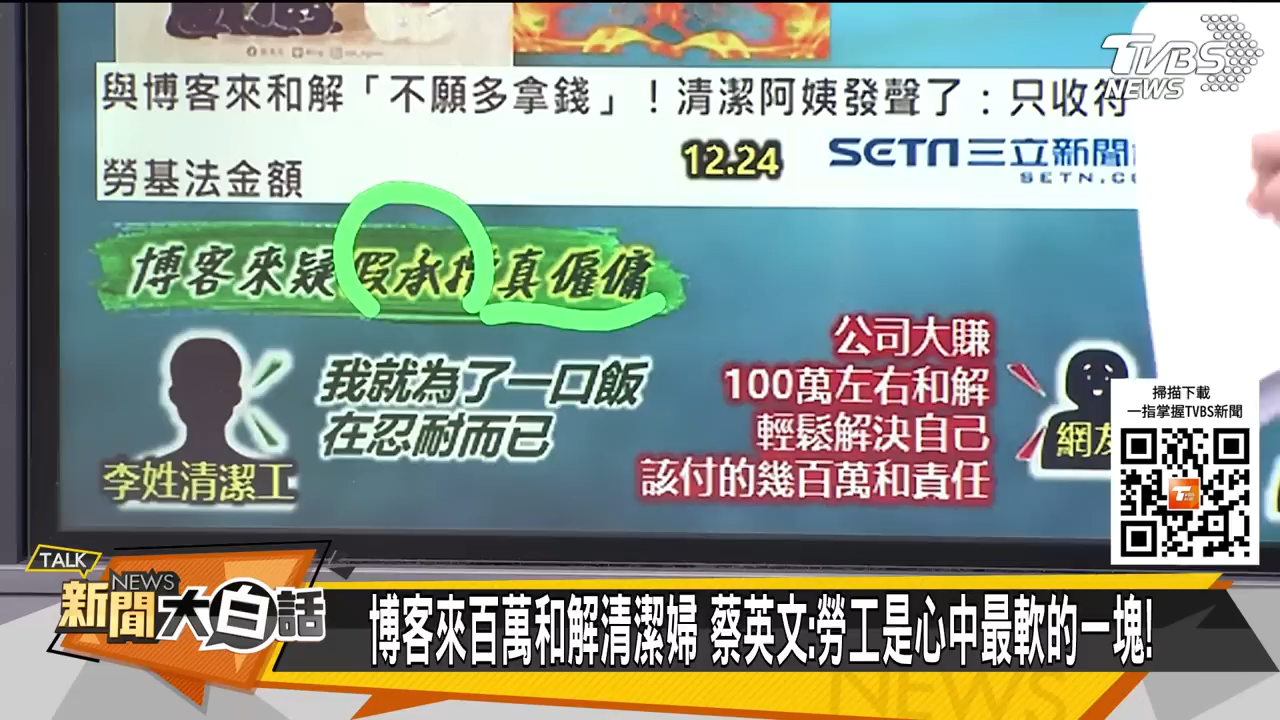 TVBS
NEWS
與博客來和解「不願多拿錢」！清潔阿姨發聲了：只收符
勞基法金額
12.24
SETN三立新聞
SETN.CO
博客來疑假承攬真僱傭
我就為了一口飯
在忍耐而已
李姓清潔工
公司大賺
100萬左右和解
輕鬆解決自己
該付的幾百萬和責任
網友
掃描下載
一指掌握TVBS新聞
TALK
NEWS
新聞大白話
博客來百萬和解清潔婦 蔡英文:勞工是心中最軟的一塊!
NEWS